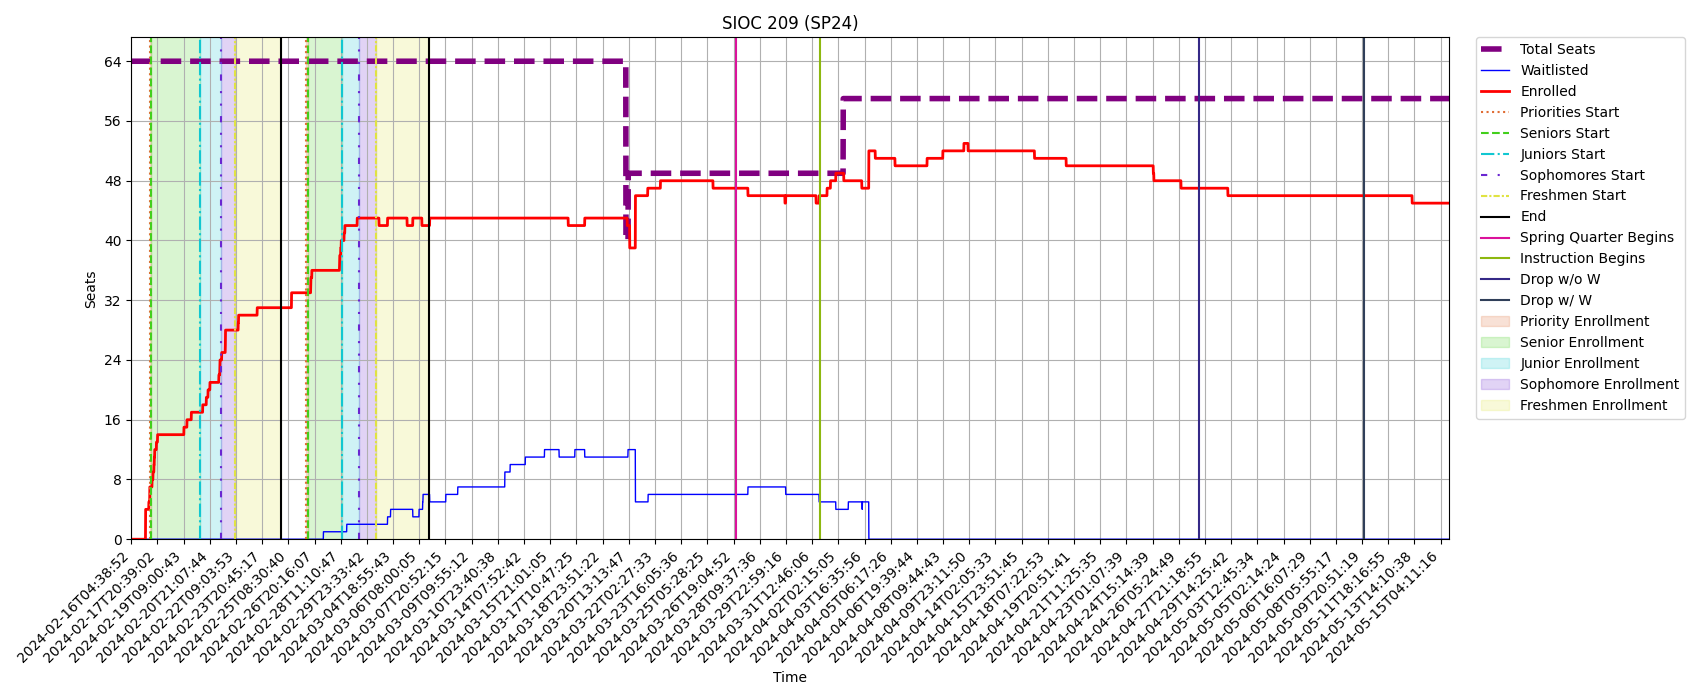 SIOC 209 (SP24)
Seats
64
56
48
40
32
24
16
8
0
2024-02-16T04:38:52
2024-02-17T20:39:02
2024-02-19T09:00:43
2024-02-20T21:07:44
2024-02-22T09:03:53
2024-02-23T20:45:17
2024-02-25T08:30:40
2024-02-26T20:16:07
2024-02-28T11:10:47
2024-02-29T23:33:42
2024-03-04T18:55:43
2024-03-06T08:00:05
2024-03-07T20:52:15
2024-03-09T09:55:12
2024-03-10T23:40:38
2024-03-14T07:52:42
2024-03-15T21:01:05
2024-03-17T10:47:25
2024-03-18T23:51:22
2024-03-20T13:13:47
2024-03-22T02:27:33
2024-03-23T16:05:36
2024-03-25T05:28:25
2024-03-26T19:04:52
2024-03-28T09:37:36
2024-03-29T22:59:16
2024-03-31T12:46:06
2024-04-02T02:15:05
2024-04-03T16:35:56
2024-04-05T06:17:29
2024-04-06T19:39:44
2024-04-08T09:44:43
2024-04-09T23:11:50
2024-04-14T02:05:33
2024-04-15T23:51:45
2024-04-18T07:22:53
2024-04-19T20:51:41
2024-04-21T11:25:35
2024-04-23T01:07:39
2024-04-24T15:14:39
2024-04-26T05:24:49
2024-04-27T21:18:55
2024-04-29T14:25:42
2024-05-03T12:45:34
2024-05-05T02:14:24
2024-05-06T16:07:29
2024-05-08T05:55:17
2024-05-09T20:51:19
2024-05-11T18:16:55
2024-05-13T14:10:38
2024-05-15T04:11:16
Time
Total Seats
Waitlisted
Enrolled
Priorities Start
Seniors Start
Juniors Start
Sophomores Start
Freshmen Start
End
Spring Quarter Begins
Instruction Begins
Drop w/o W
Drop w/ W
Priority Enrollment
Senior Enrollment
Junior Enrollment
Sophomore Enrollment
Freshmen Enrollment